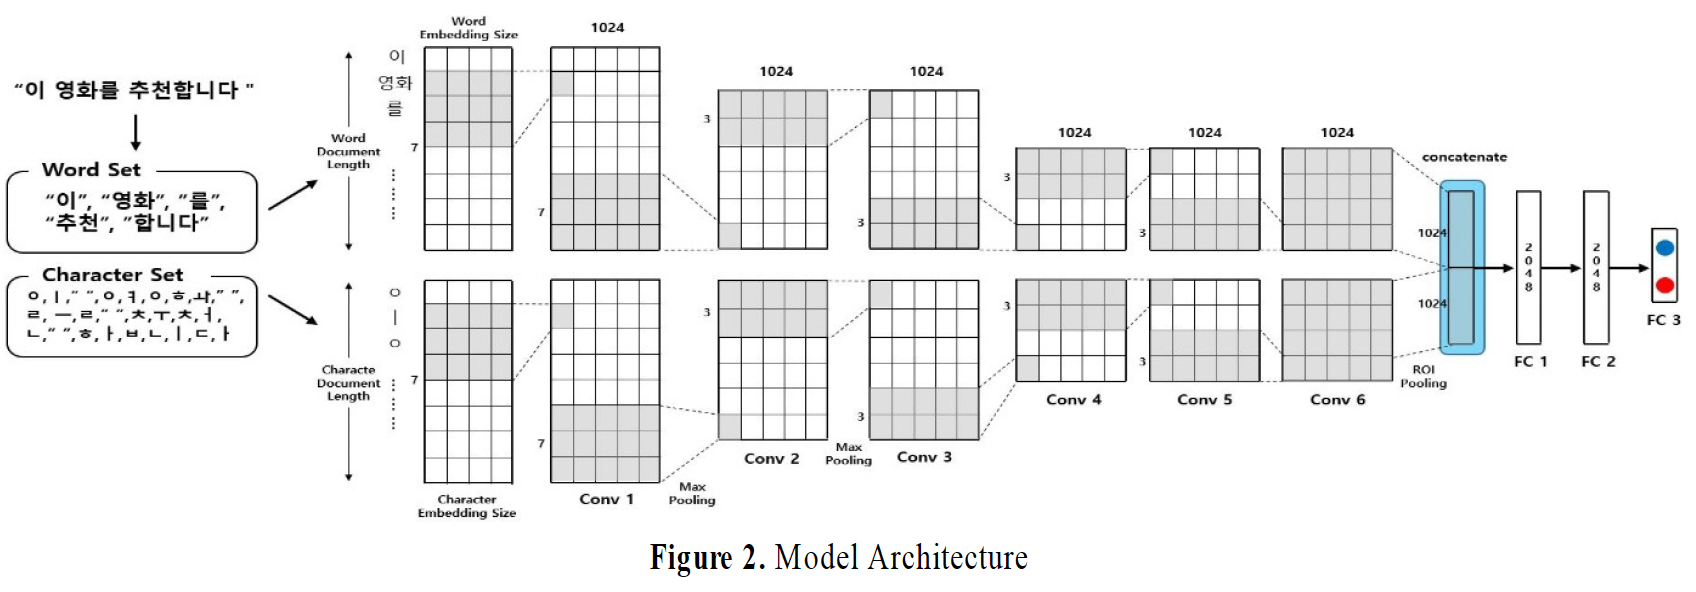 “이 영화를 추천합니다 "
Word Set
“이”, “영화”, “를”,
“추천”, ”합니다”
Character Set
ㅇ,ㅣ,” ”,ㅇ,ㅕ,ㅇ,ㅎ,ㅘ,” ”,
ㄹ,ㅡ,ㄹ,” ”,ㅊ,ㅜ,ㅊ,ㅓ,
ㄴ,” ”,ㅎ,ㅏ,ㅂ,ㄴ,ㅣ,ㄷ,ㅏ
Word
Document
Length
Characte
Document
Length
Word
Embedding Size
이
영화
를
……
7
ㅇ
ㅣ
ㅇ
……
7
Character
Embedding Size
1024
7
7
Conv 1
Max
Pooling
1024
3
3
Conv 2
Max
Pooling
1024
3
3
Conv 3
1024
3
3
Conv 4
1024
3
3
Conv 5
1024
Conv 6
ROI
Pooling
concatenate
1024
1024
2048
FC 1
2048
FC 2
FC 3
Figure 2. Model Architecture